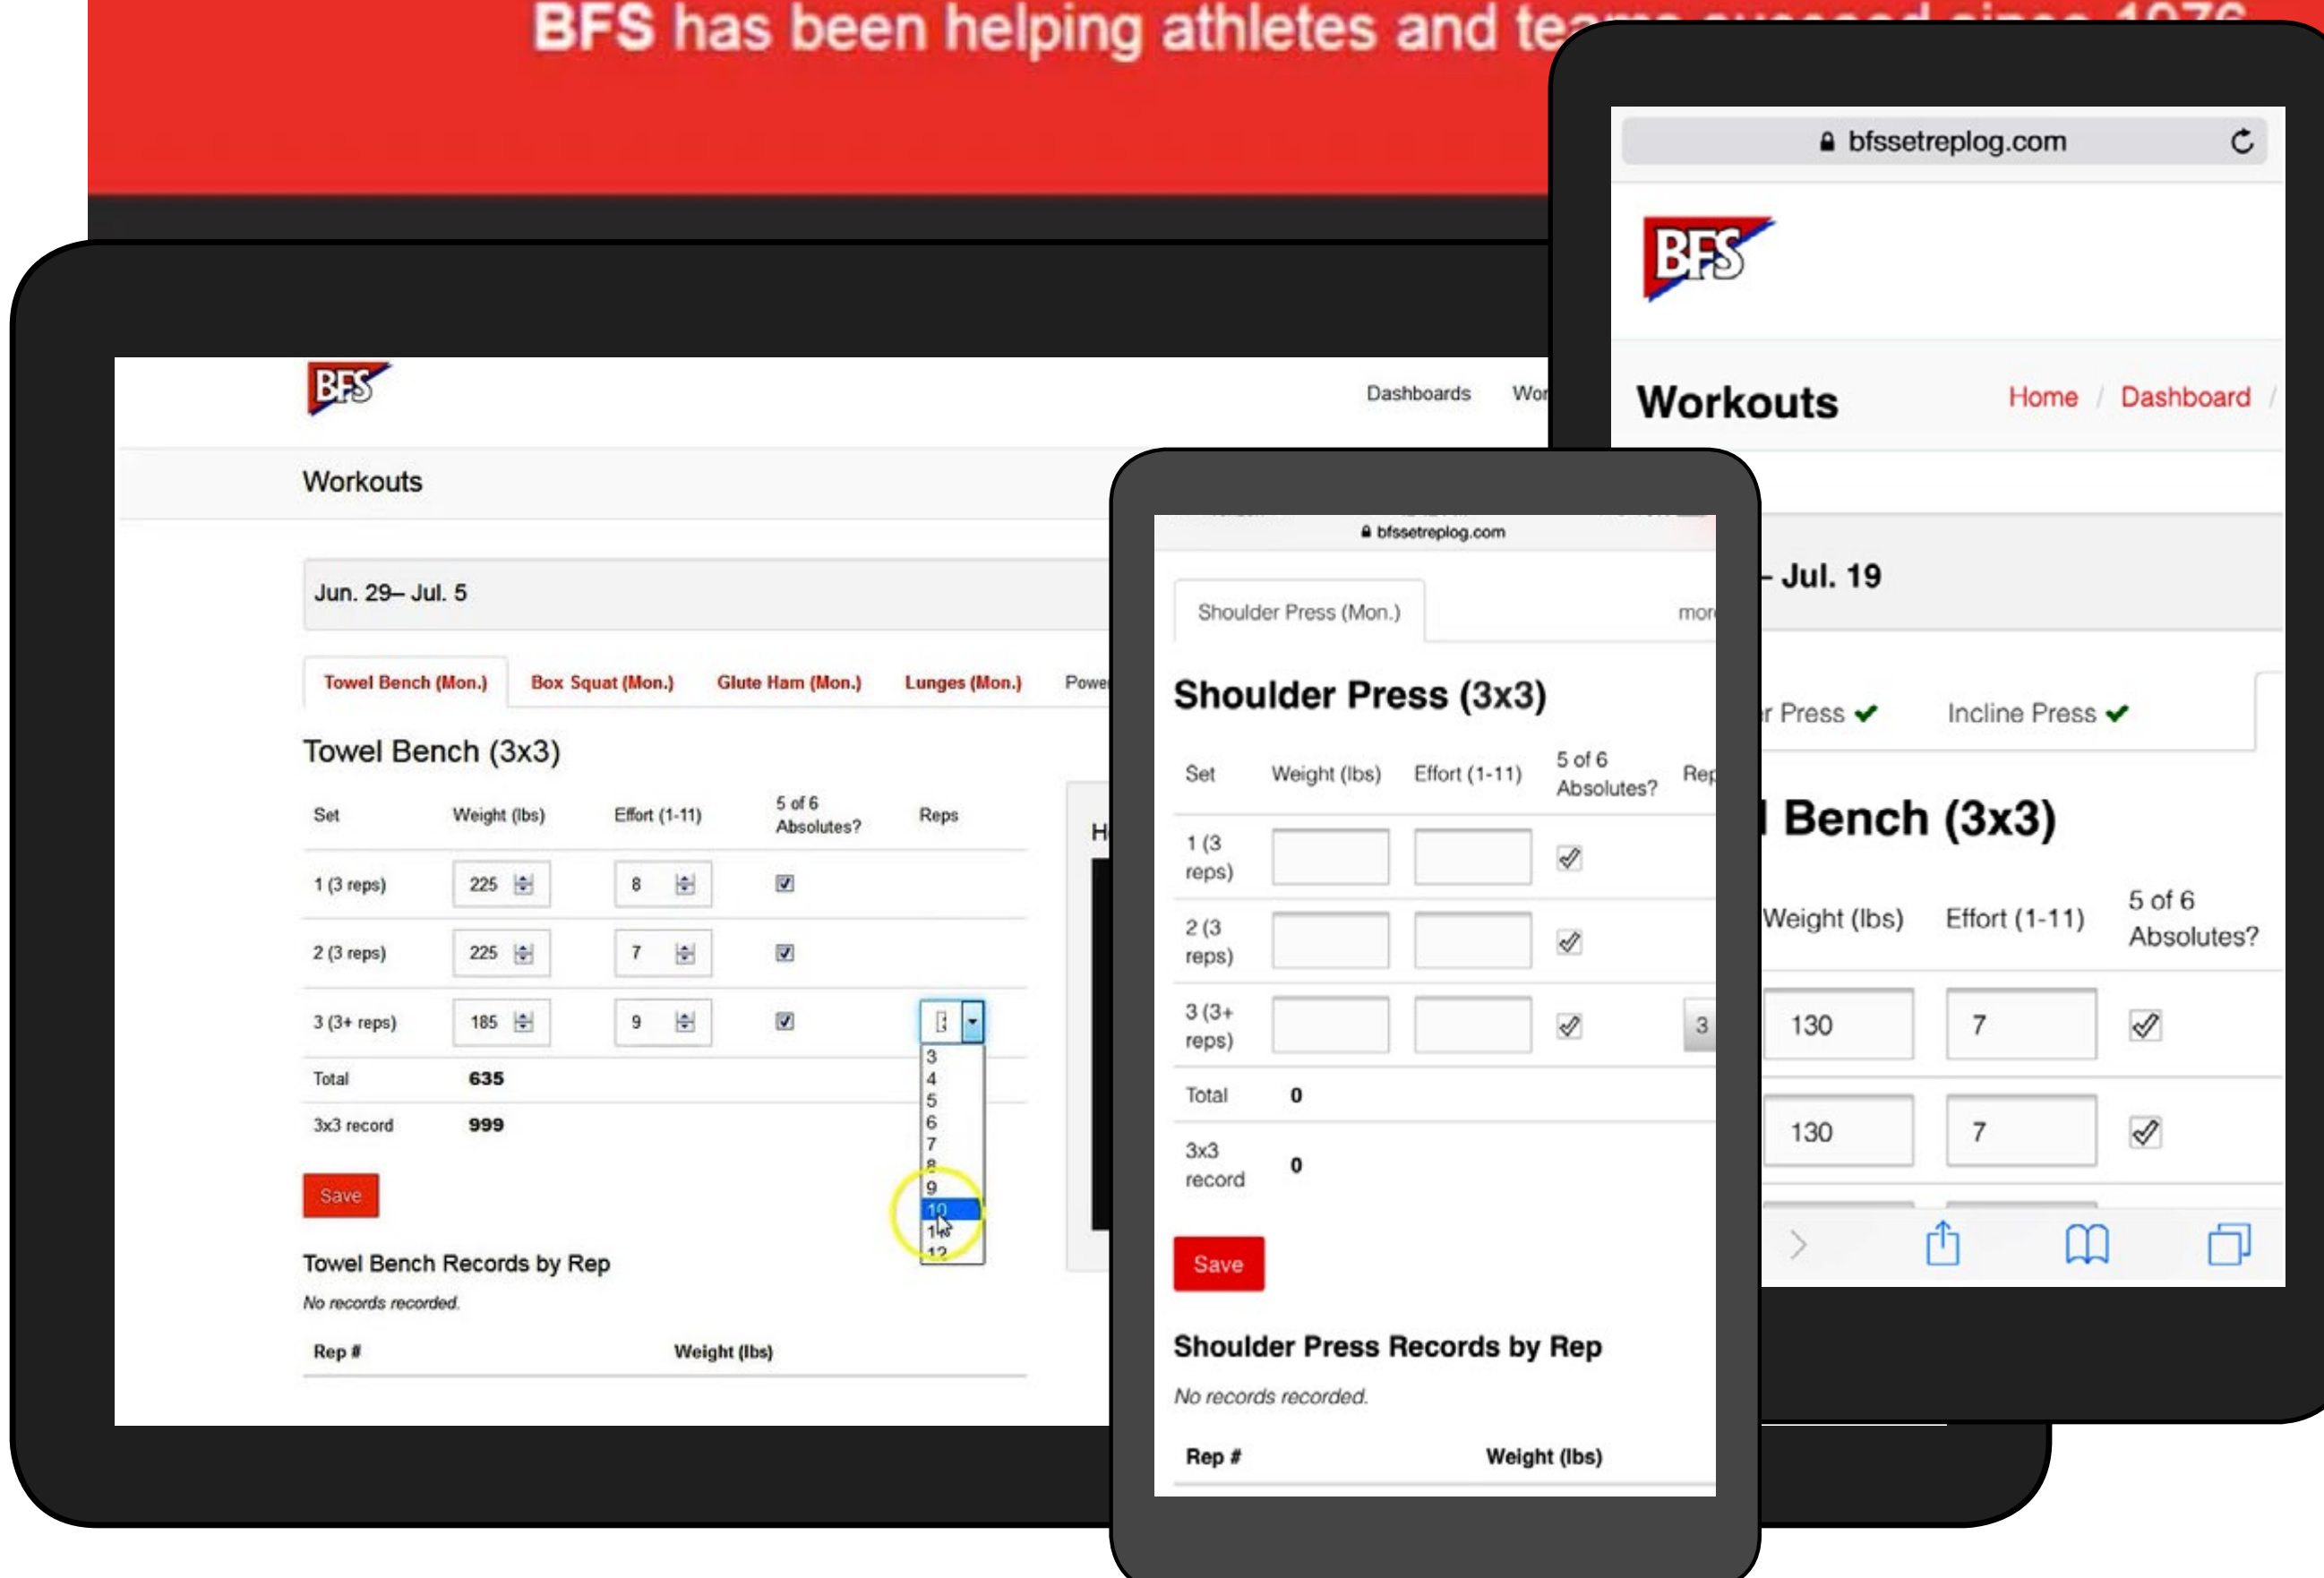 BFS has been helping athletes and teams succeed since 1976
BFS
Dashboards
Workouts
Jun. 29– Jul. 5
Towel Bench (Mon.) Box Squat (Mon.) Glute Ham (Mon.) Lunges (Mon.)
Towel Bench (3x3)
Set Weight (lbs) Effort (1-11) 5 of 6 Absolutes? Reps
1 (3 reps) 225 8
2 (3 reps) 225 7
3 (3+ reps) 185 9
3
4
5
6
7
8
9
10
12
Total 635
3x3 record 999
Save
Towel Bench Records by Rep
No records recorded.
Rep # Weight (lbs)
bfssetreplog.com
Shoulder Press (Mon.)
Shoulder Press (3x3)
Set Weight (lbs) Effort (1-11) 5 of 6 Absolutes?
1 (3 reps)
2 (3 reps)
3 (3+ reps) 3
Total 0
3x3 record 0
Save
Shoulder Press Records by Rep
No records recorded.
Rep # Weight (lbs)
bfssetreplog.com
BFS
Workouts Home / Dashboard /
– Jul. 19
r Press Incline Press
Bench (3x3)
Weight (lbs) Effort (1-11) 5 of 6 Absolutes?
130 7
130 7